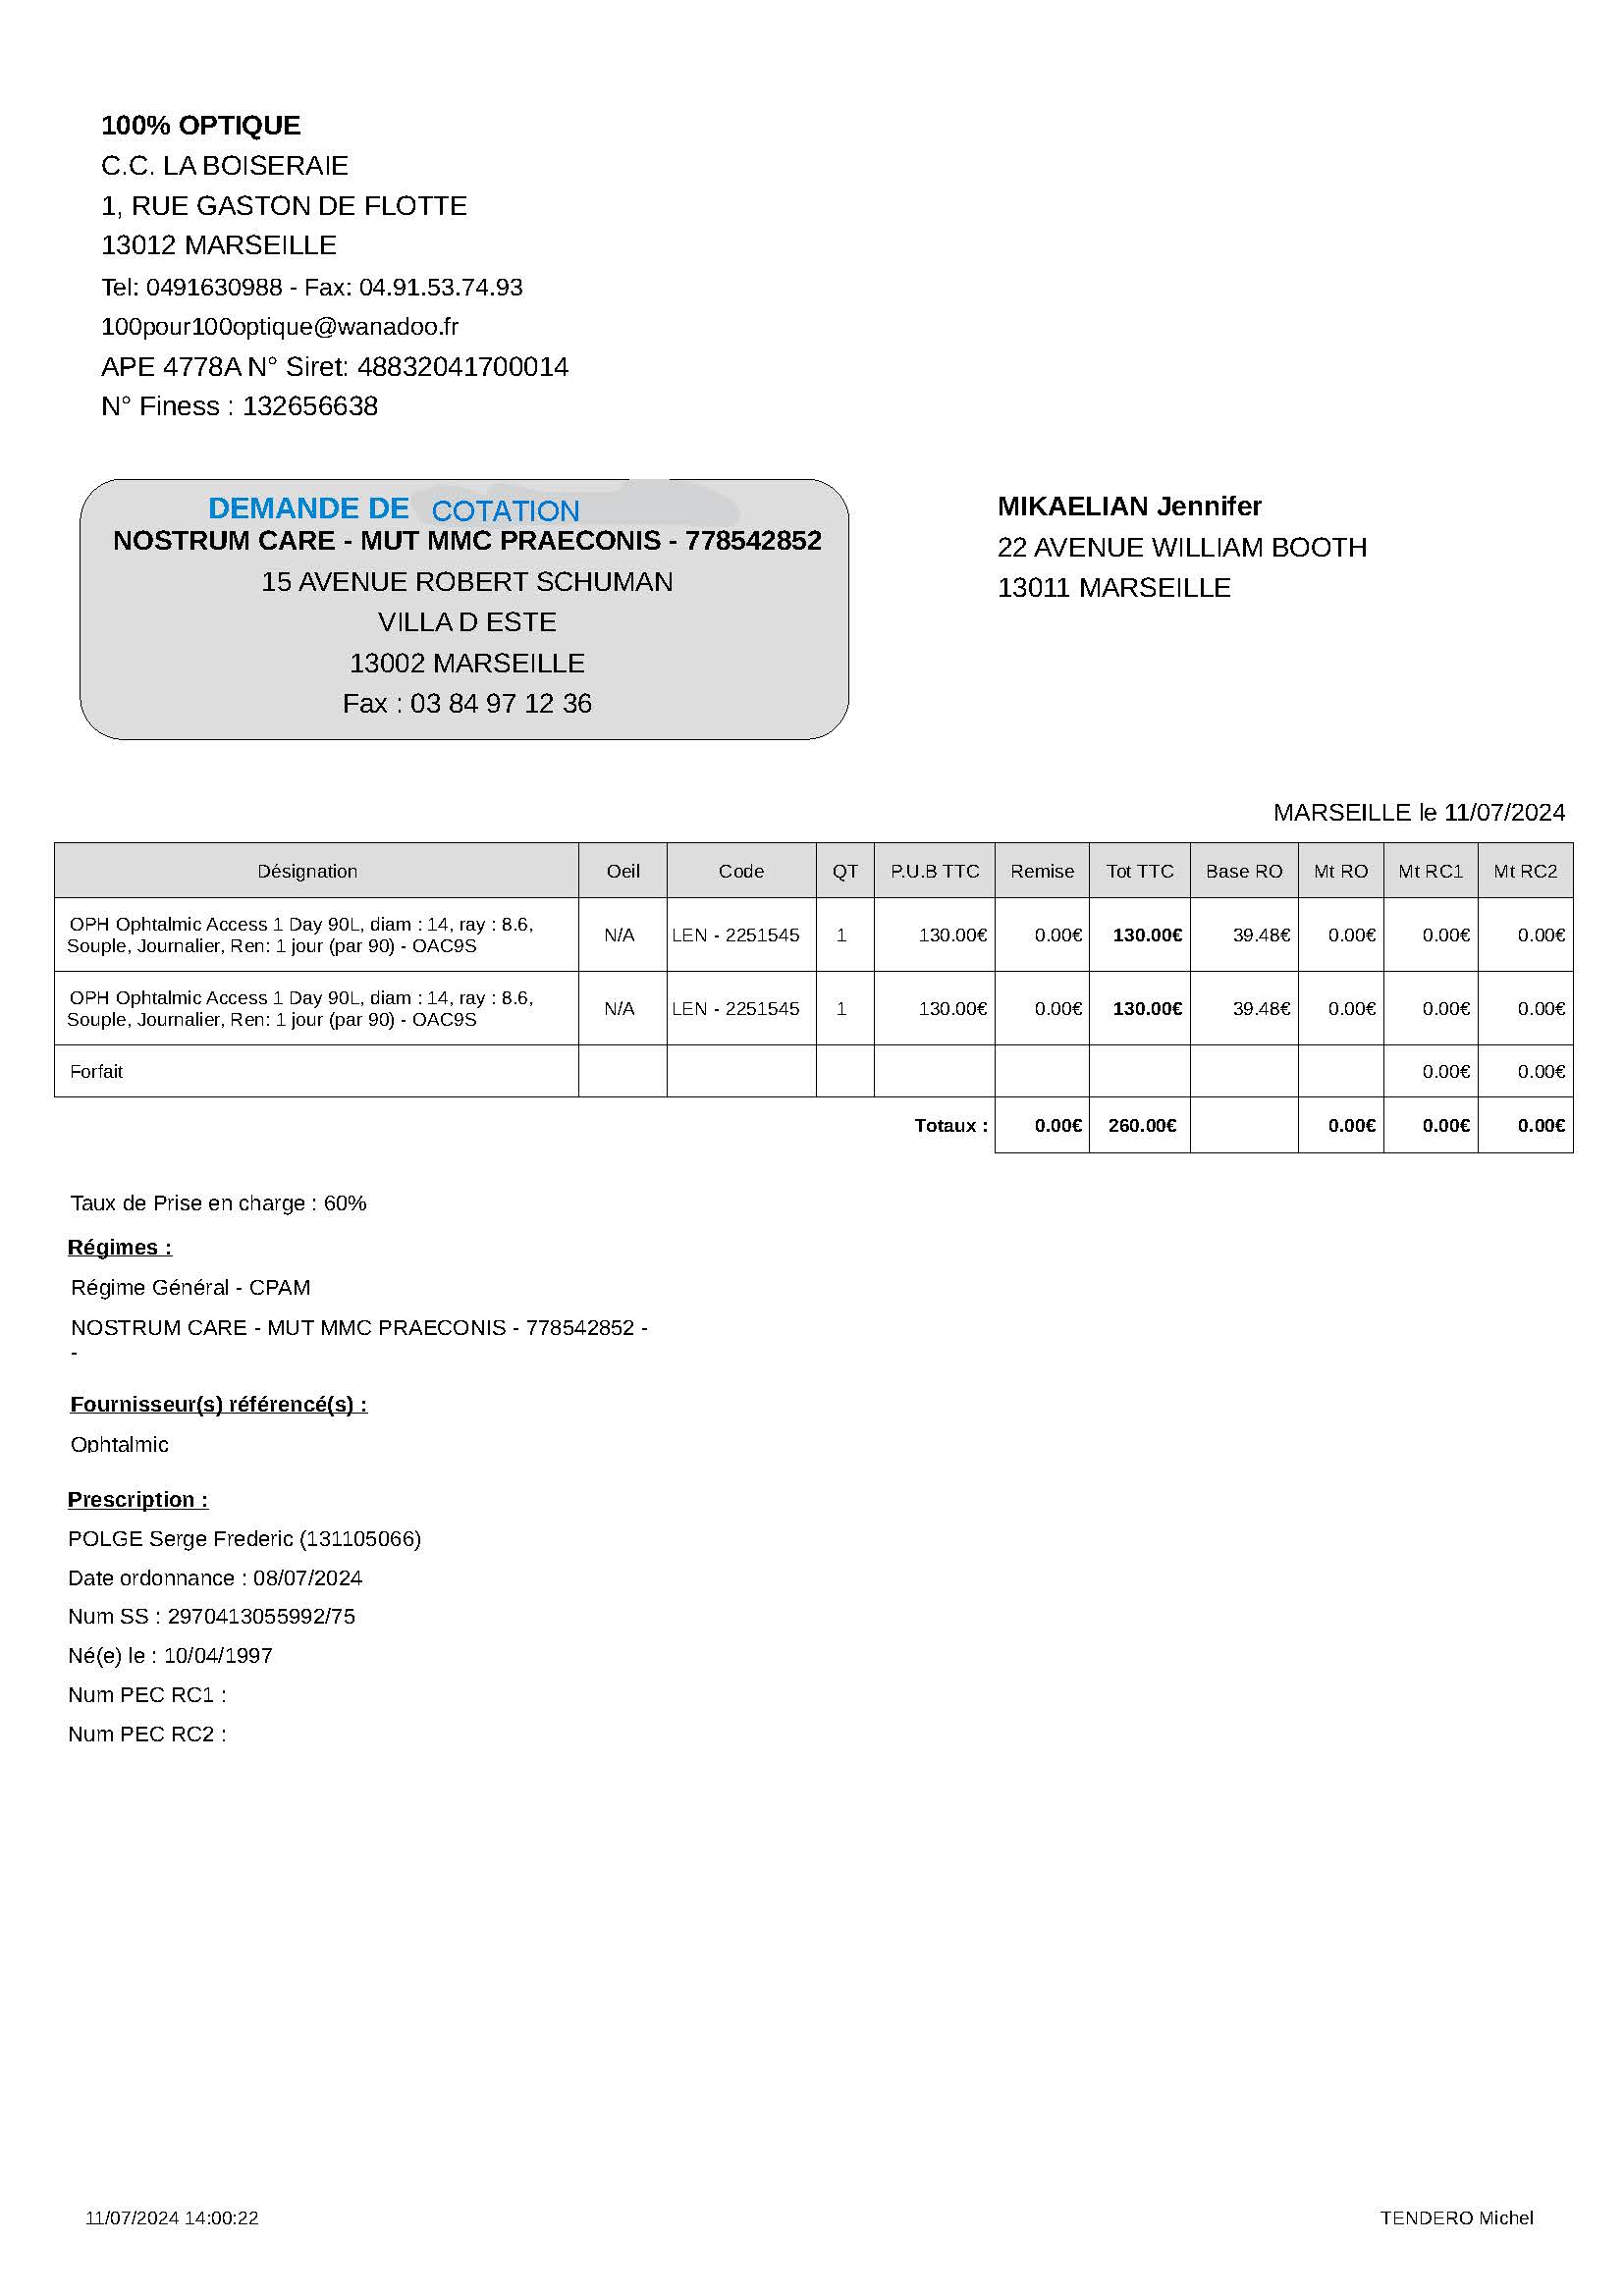 100% OPTIQUE
C.C. LA BOISERAIE
1, RUE GASTON DE FLOTTE
13012 MARSEILLE
Tel: 0491630988 - Fax: 04.91.53.74.93
100pour100optique@wanadoo.fr
APE 4778A N° Siret: 48832041700014
N° Finess : 132656638
DEMANDE DE COTATION
NOSTRUM CARE - MUT MMC PRAECONIS - 778542852
15 AVENUE ROBERT SCHUMAN
VILLA D ESTE
13002 MARSEILLE
Fax : 03 84 97 12 36
MIKAELIAN Jennifer
22 AVENUE WILLIAM BOOTH
13011 MARSEILLE
MARSEILLE le 11/07/2024
Désignation Oeil Code QT P.U.B TTC Remise Tot TTC Base RO Mt RO Mt RC1 Mt RC2
OPH Ophtalmic Access 1 Day 90L, diam : 14, ray : 8.6,
Souple, Journalier, Ren: 1 jour (par 90) - OAC9S
N/A LEN - 2251545 1 130.00€ 0.00€ 130.00€ 39.48€ 0.00€ 0.00€ 0.00€
OPH Ophtalmic Access 1 Day 90L, diam : 14, ray : 8.6,
Souple, Journalier, Ren: 1 jour (par 90) - OAC9S
N/A LEN - 2251545 1 130.00€ 0.00€ 130.00€ 39.48€ 0.00€ 0.00€ 0.00€
Forfait 0.00€ 0.00€
Totaux : 0.00€ 260.00€ 0.00€ 0.00€ 0.00€
Taux de Prise en charge : 60%
Régimes :
Régime Général - CPAM
NOSTRUM CARE - MUT MMC PRAECONIS - 778542852 -
-
Fournisseur(s) référencé(s) :
Ophtalmic
Prescription :
POLGE Serge Frederic (131105066)
Date ordonnance : 08/07/2024
Num SS : 2970413055992/75
Né(e) le : 10/04/1997
Num PEC RC1 :
Num PEC RC2 :
11/07/2024 14:00:22
TENDERO Michel